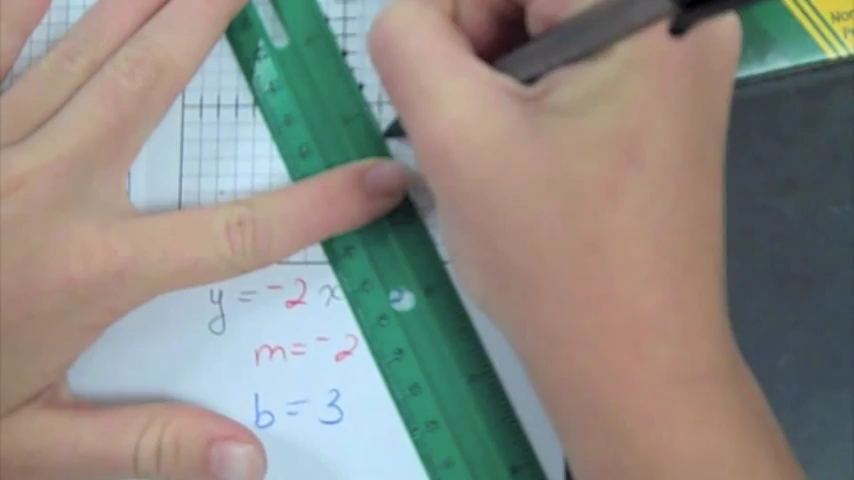 y = -2x
m = -2
b = 3